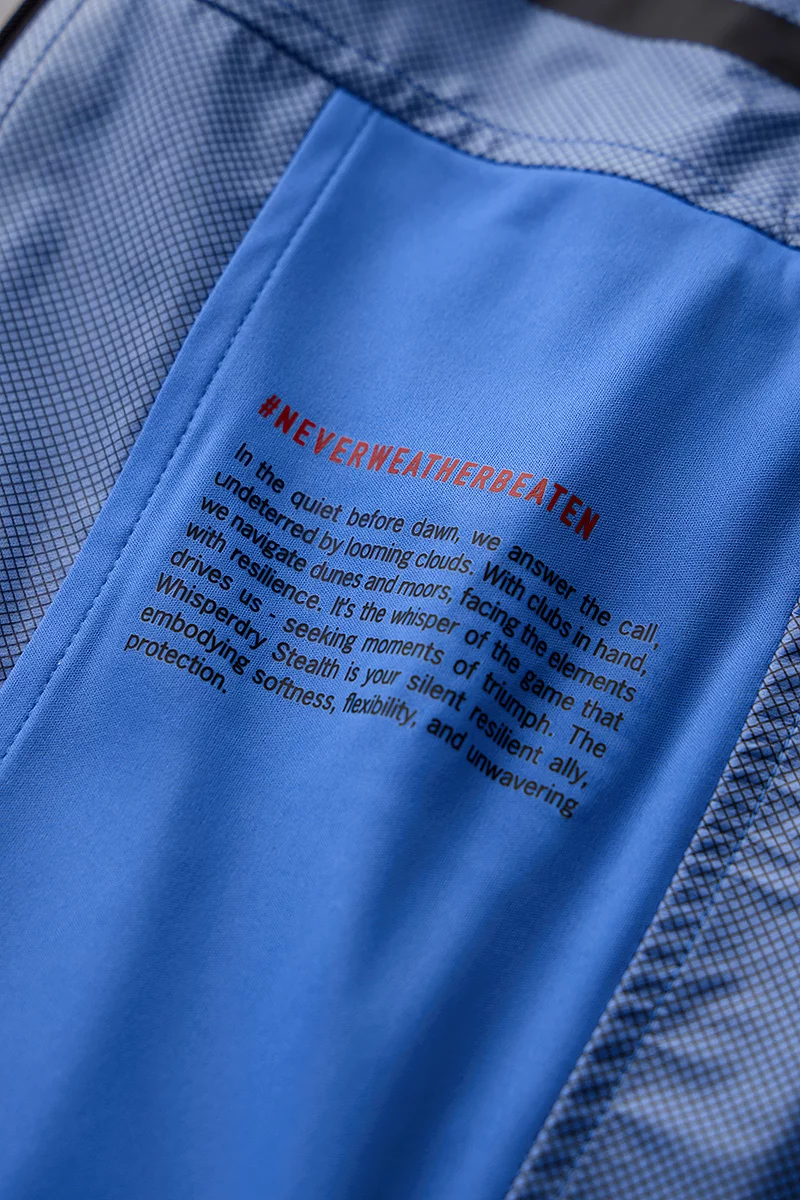 #NEVERWEATHERBEATEN
In the quiet before dawn, we answer the call,
undeterred by looming clouds. With clubs in hand,
we navigate dunes and moors, facing the elements
with resilience. It's the whisper of the game that
drives us - seeking moments of triumph. The
Whisperdry Stealth is your silent resilient ally,
embodying softness, flexibility, and unwavering
protection.